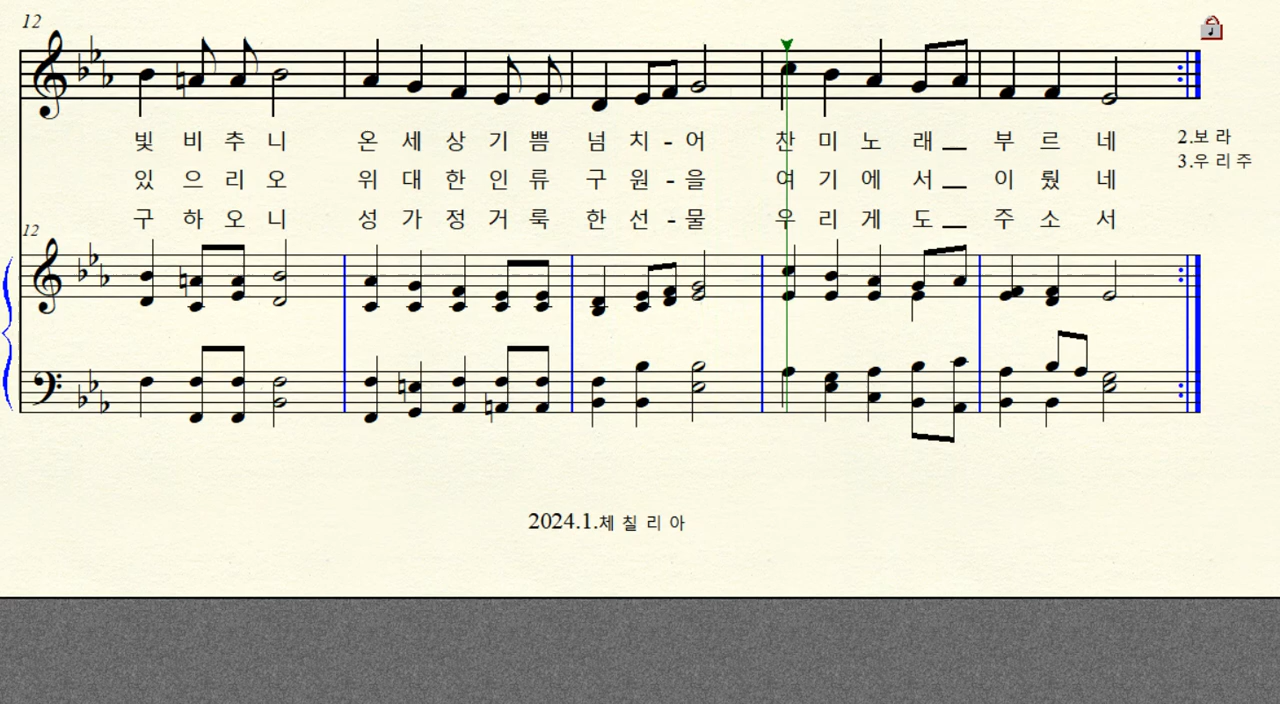 12
빛 비 추 니 온 세 상 기 쁨 넘 치 - 어 찬 미 노 래 __ 부 르 네
2.보 라
있 으 리 오 위 대 한 인 류 구 원 - 을 여 기 에 서 __ 이 뤘 네
3.우 리 주
구 하 오 니 성 가 정 거 룩 한 선 - 물 우 리 게 도 __ 주 소 서
12
2024.1.체 칠 리 아